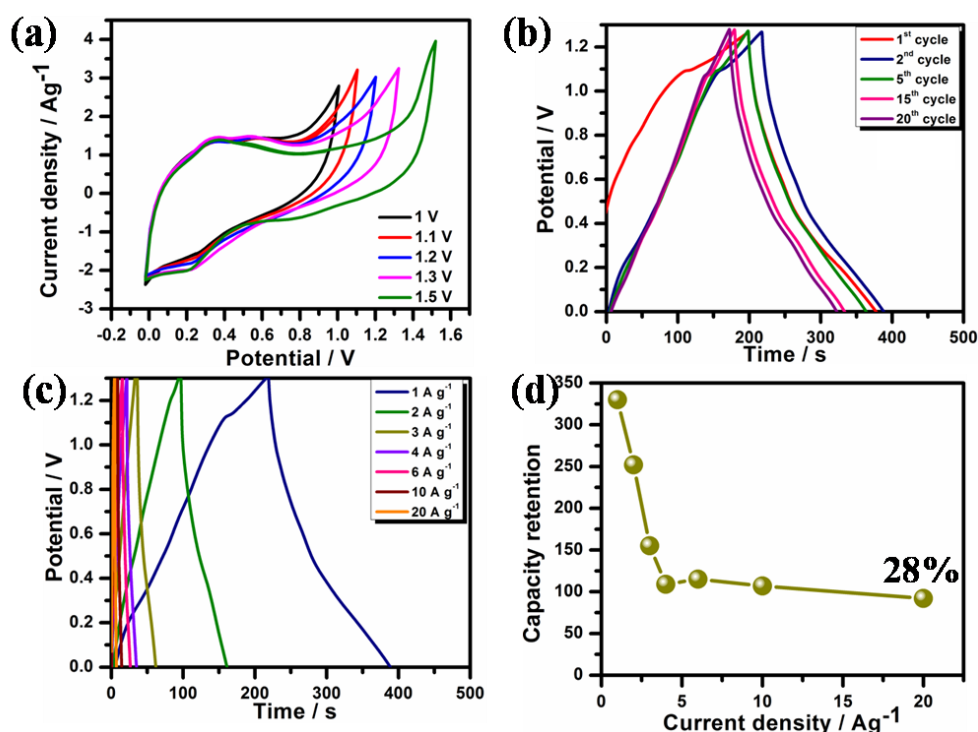 (a)
Current density / Ag⁻¹
4
3
2
1
0
-1
-2
-3
-0.2 0.0 0.2 0.4 0.6 0.8 1.0 1.2 1.4 1.6
Potential / V
1 V
1.1 V
1.2 V
1.3 V
1.5 V
(b)
Potential / V
1.2
1.0
0.8
0.6
0.4
0.2
0.0
0 100 200 300 400 500
Time / s
1st cycle
2nd cycle
5th cycle
15th cycle
20th cycle
(c)
Potential / V
1.2
1.0
0.8
0.6
0.4
0.2
0.0
0 100 200 300 400 500
Time / s
1 A g⁻¹
2 A g⁻¹
3 A g⁻¹
4 A g⁻¹
6 A g⁻¹
10 A g⁻¹
20 A g⁻¹
(d)
Capacity retention
350
300
250
200
150
100
50
0
0 5 10 15 20
Current density / Ag⁻¹
28%